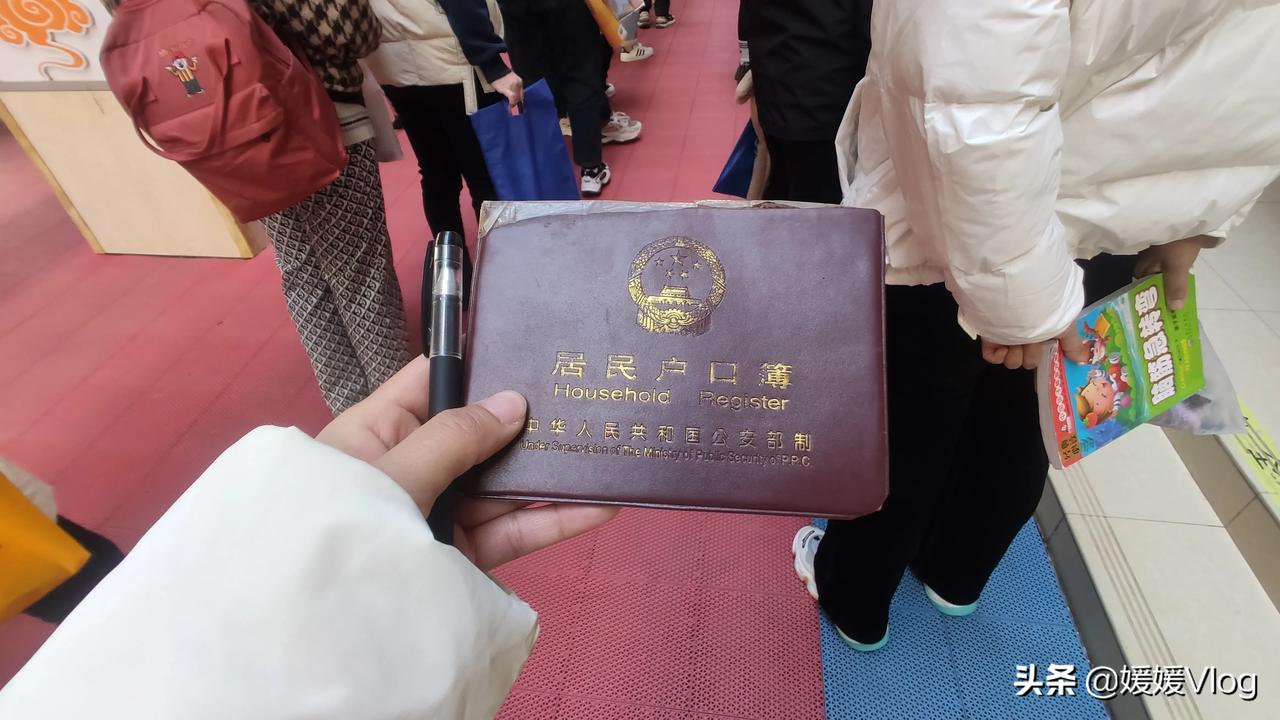 居民户口簿
Household Register
中华人民共和国公安部制
Under Supervision of The Ministry of Public Security of P.R.C
头条 @媛媛Vlog